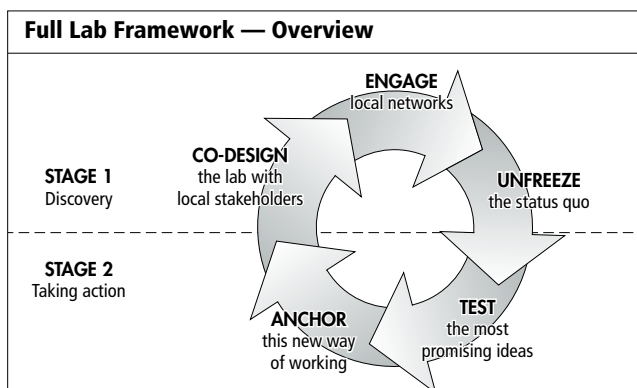 Full Lab Framework — Overview
ENGAGE
local networks
CO-DESIGN
the lab with
local stakeholders
STAGE 1
Discovery
UNFREEZE
the status quo
STAGE 2
Taking action
ANCHOR
this new way
of working
TEST
the most
promising ideas